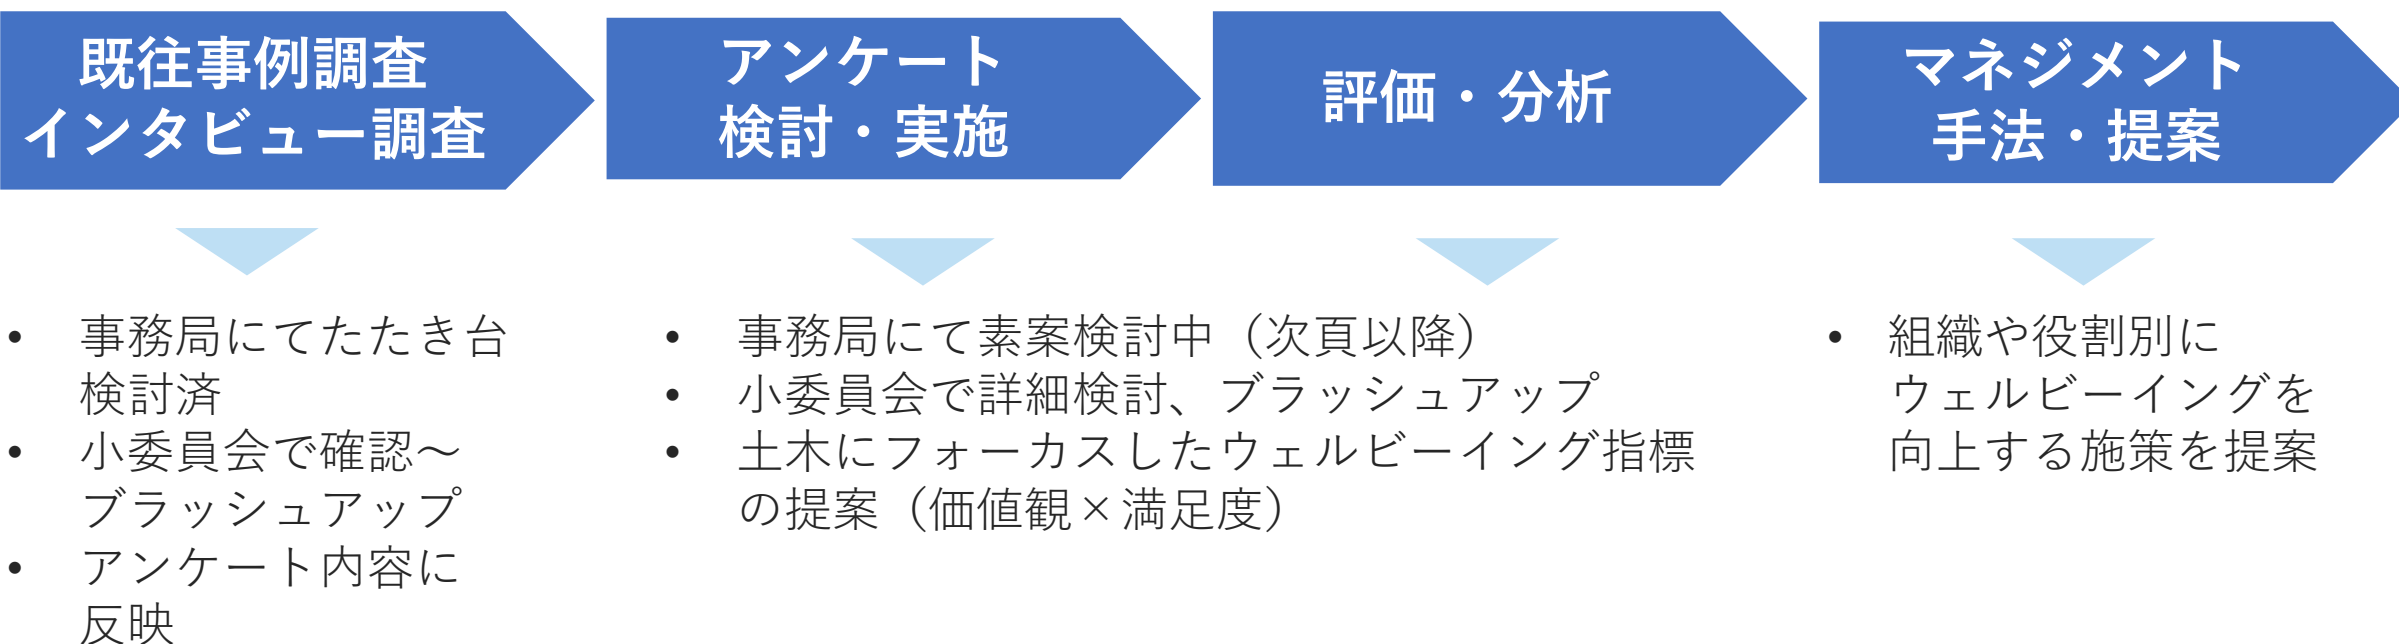 既往事例調査
インタビュー調査
アンケート
検討・実施
評価・分析
マネジメント
手法・提案
• 事務局にてたたき台
検討済
• 小委員会で確認～
ブラッシュアップ
• アンケート内容に
反映
• 事務局にて素案検討中（次頁以降）
• 小委員会で詳細検討、ブラッシュアップ
• 土木にフォーカスしたウェルビーイング指標
の提案（価値観×満足度）
• 組織や役割別に
ウェルビーイングを
向上する施策を提案